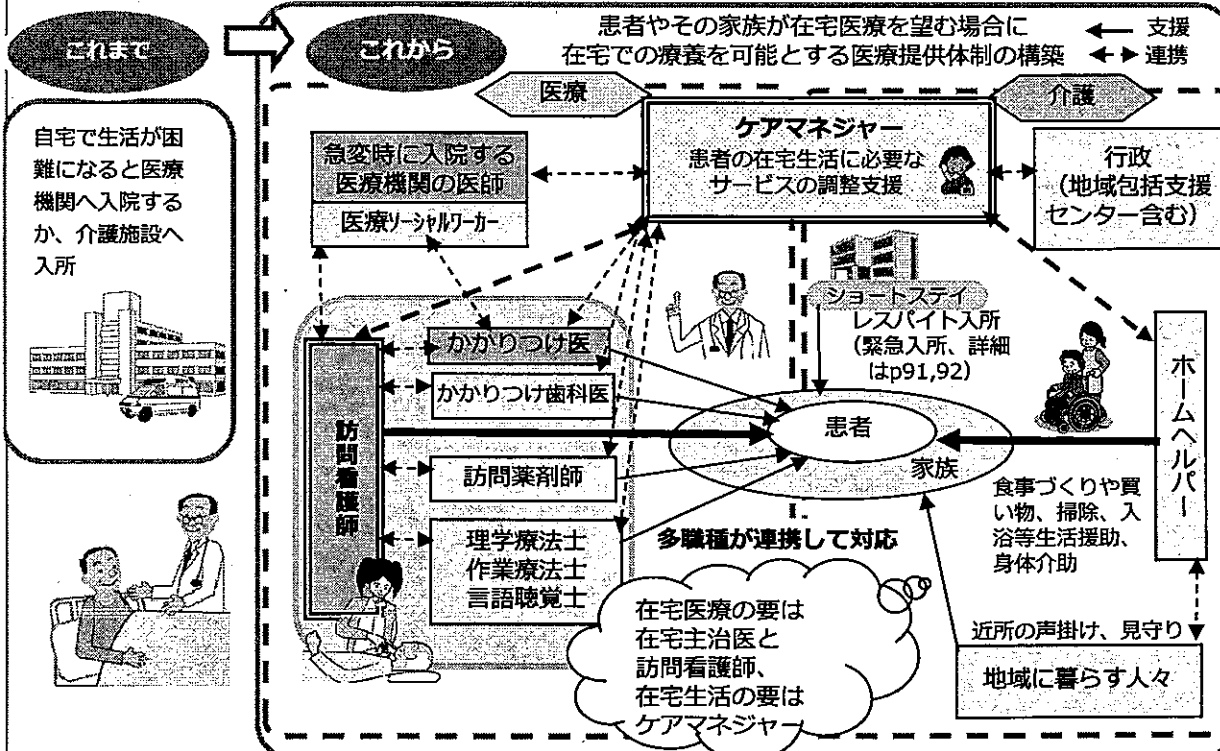 これまで
これから
患者やその家族が在宅医療を望む場合に
在宅での療養を可能とする医療提供体制の構築
支援
連携
自宅で生活が困
難になると医療
機関へ入院する
か、介護施設へ
入所
医療
介護
ケアマネジャー
患者の在宅生活に必要な
サービスの調整支援
急変時に入院する
医療機関の医師
医療ソーシャルワーカー
行政
（地域包括支援
センター含む）
ショートステイ
レスパイト入所
（緊急入所、詳細
はp91,92）
訪問看護師
かかりつけ医
かかりつけ歯科医
訪問薬剤師
理学療法士
作業療法士
言語聴覚士
患者
家族
ホームヘルパー
食事づくりや買
い物、掃除、入
浴等生活援助、
身体介助
多職種が連携して対応
在宅医療の要は
在宅主治医と
訪問看護師、
在宅生活の要は
ケアマネジャー
近所の声掛け、見守り
地域に暮らす人々